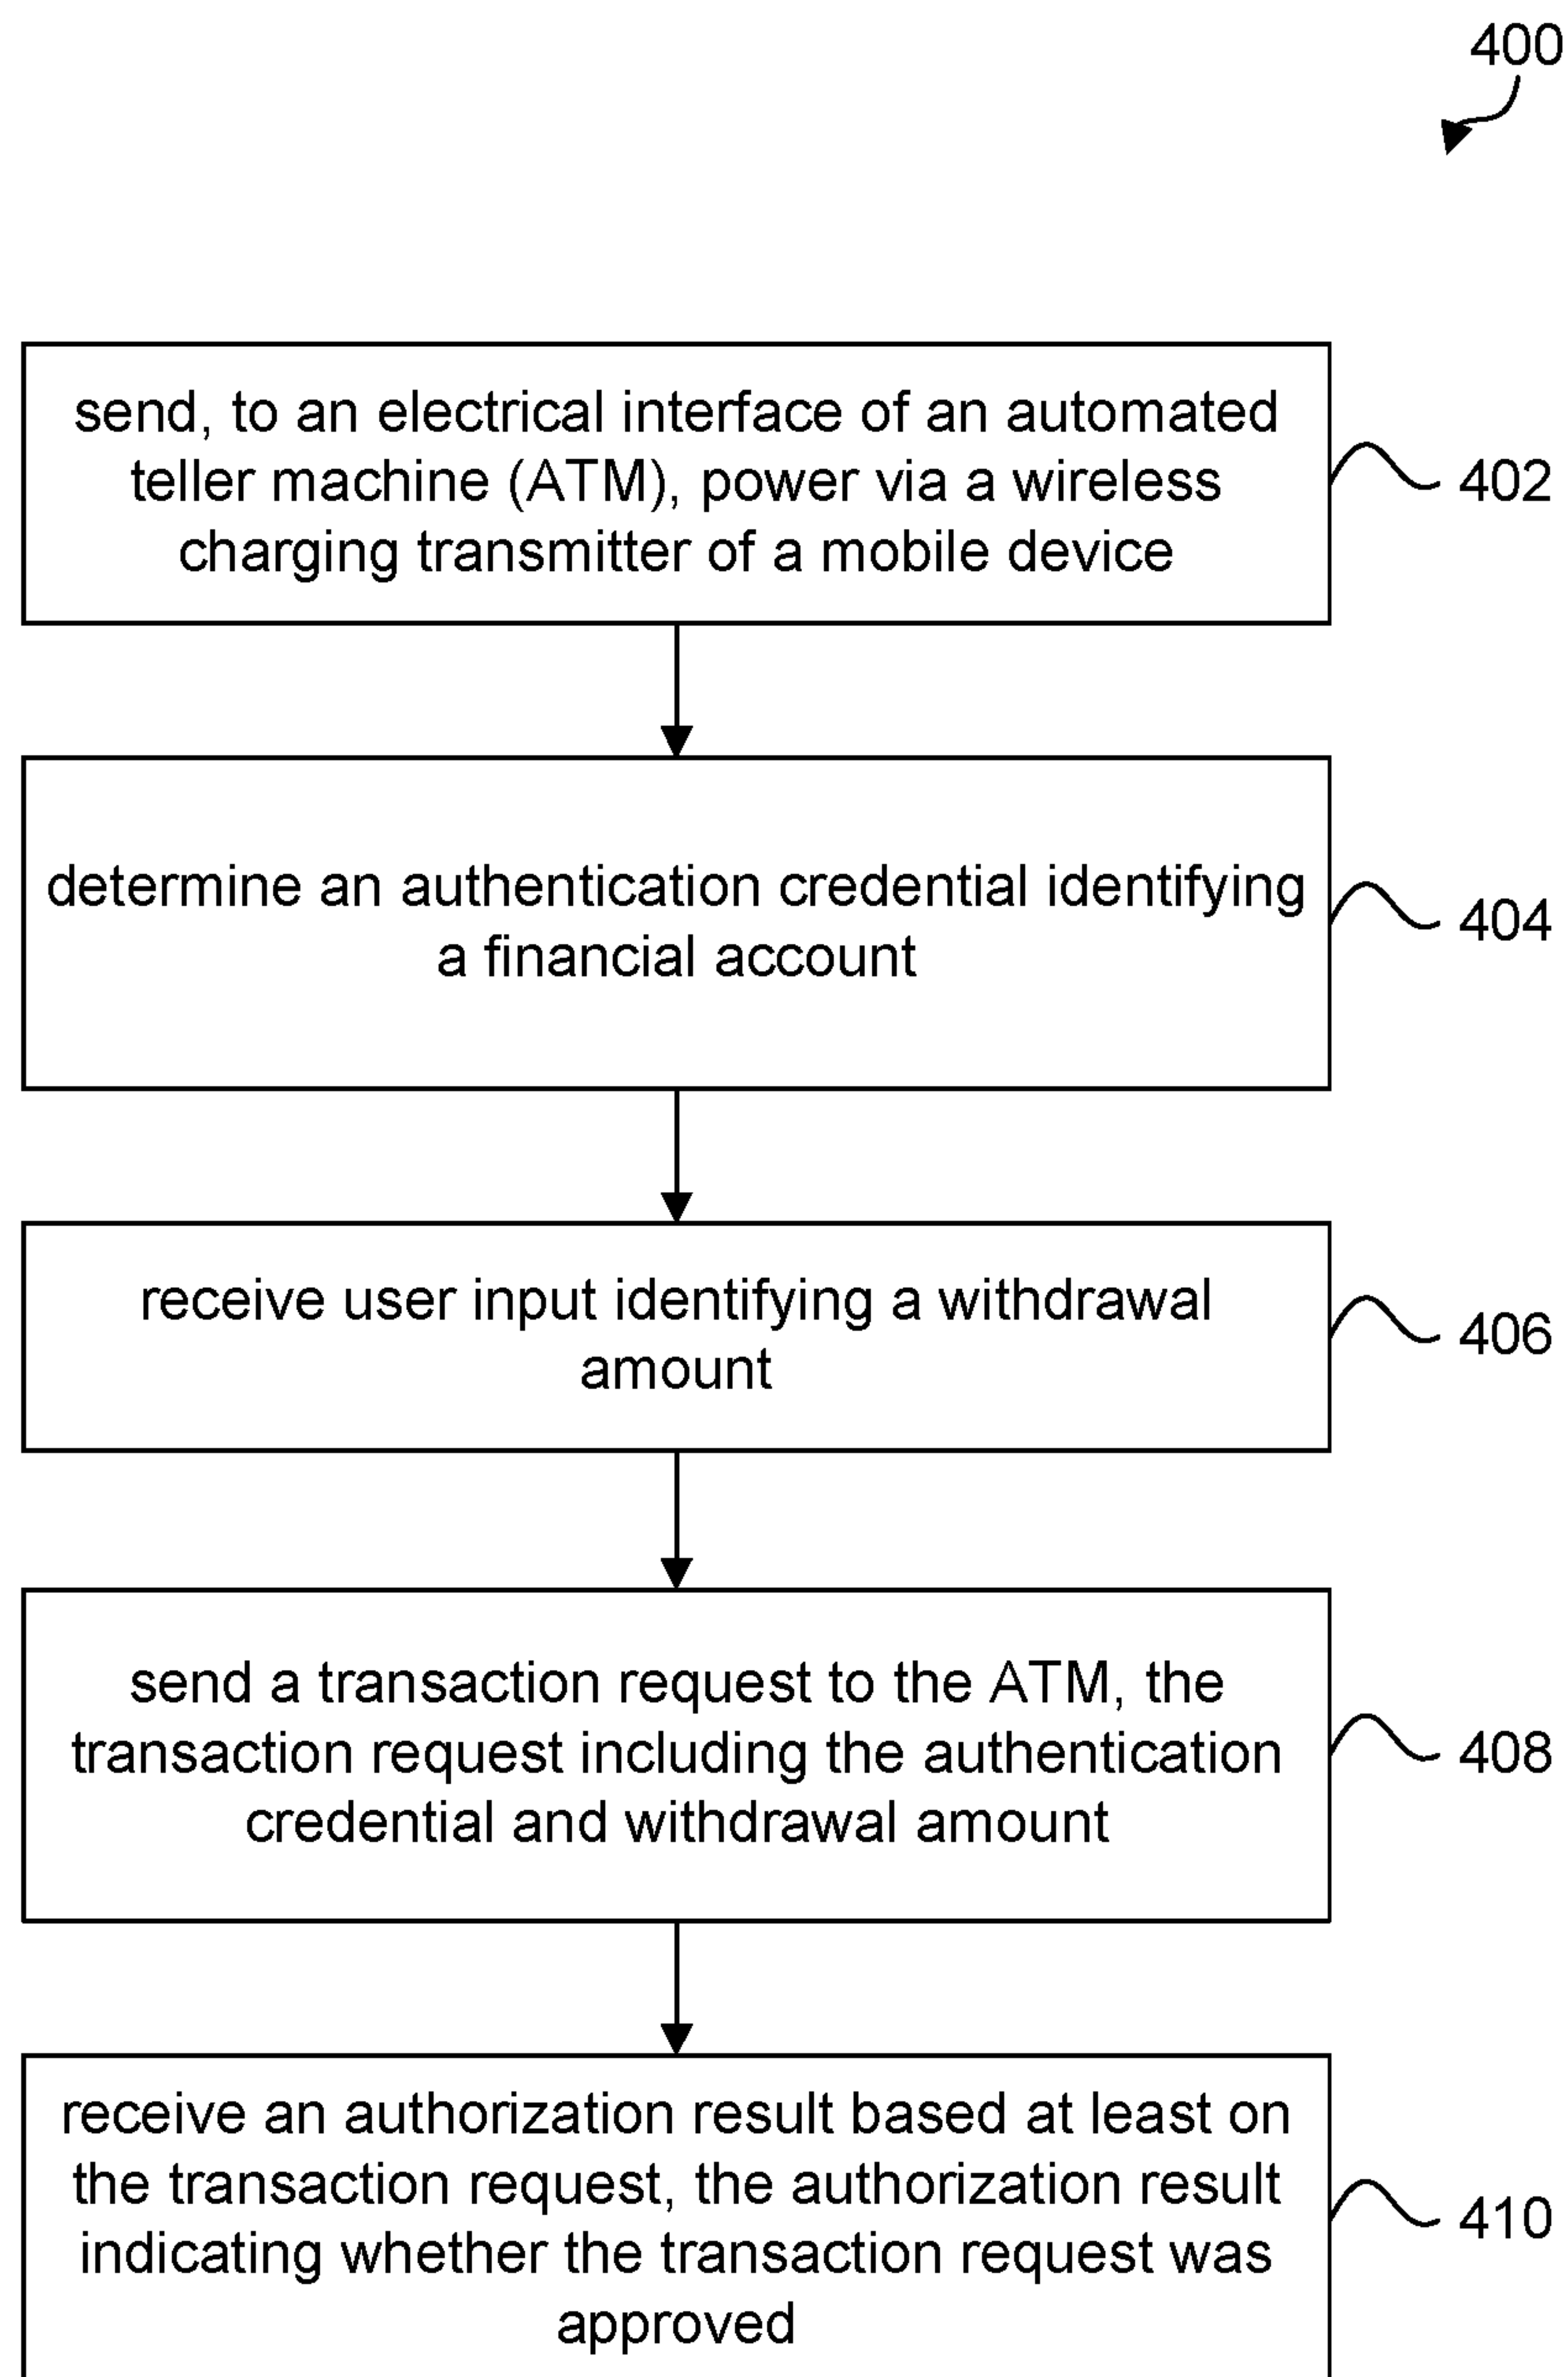 400
send, to an electrical interface of an automated
teller machine (ATM), power via a wireless
charging transmitter of a mobile device
402
determine an authentication credential identifying
a financial account
404
receive user input identifying a withdrawal
amount
406
send a transaction request to the ATM, the
transaction request including the authentication
credential and withdrawal amount
408
receive an authorization result based at least on
the transaction request, the authorization result
indicating whether the transaction request was
approved
410